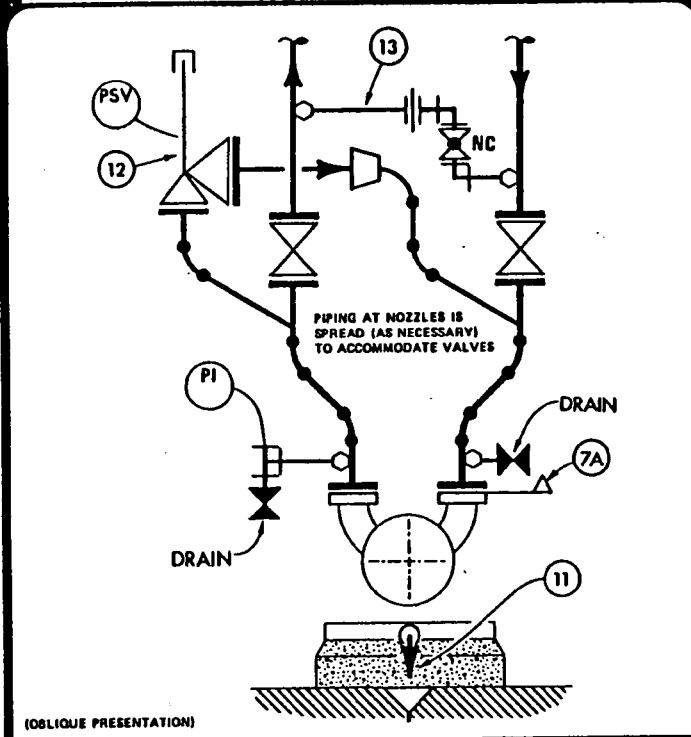 13
PSV
12
NC
PIPING AT NOZZLES IS
SPREAD (AS NECESSARY)
TO ACCOMMODATE VALVES
PI
DRAIN
7A
DRAIN
11
(OBLIQUE PRESENTATION)